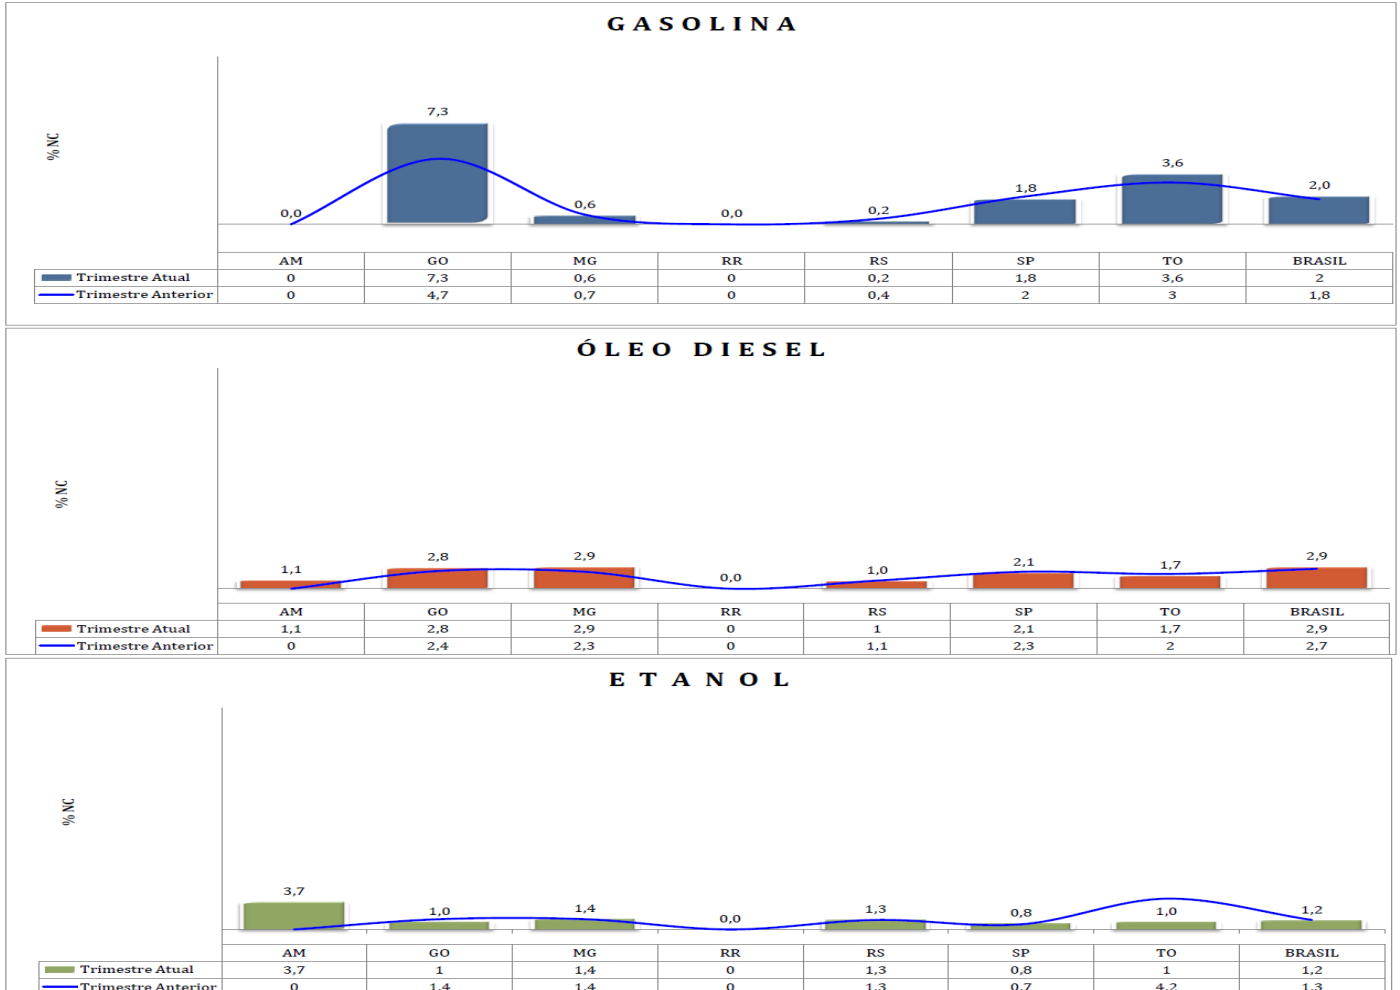 GASOLINA
% NC
0,0 7,3 0,6 0,0 0,2 1,8 3,6 2,0
AM GO MG RR RS SP TO BRASIL
Trimestre Atual 0 7,3 0,6 0 0,2 1,8 3,6 2
Trimestre Anterior 0 4,7 0,7 0 0,4 2 3 1,8
ÓLEO DIESEL
% NC
1,1 2,8 2,9 0,0 1,0 2,1 1,7 2,9
AM GO MG RR RS SP TO BRASIL
Trimestre Atual 1,1 2,8 2,9 0 1 2,1 1,7 2,9
Trimestre Anterior 0 2,4 2,3 0 1,1 2,3 2 2,7
ETANOL
% NC
3,7 1,0 1,4 0,0 1,3 0,8 1,0 1,2
AM GO MG RR RS SP TO BRASIL
Trimestre Atual 3,7 1 1,4 0 1,3 0,8 1 1,2
Trimestre Anterior 0 1,4 1,4 0 1,3 0,7 4,2 1,3